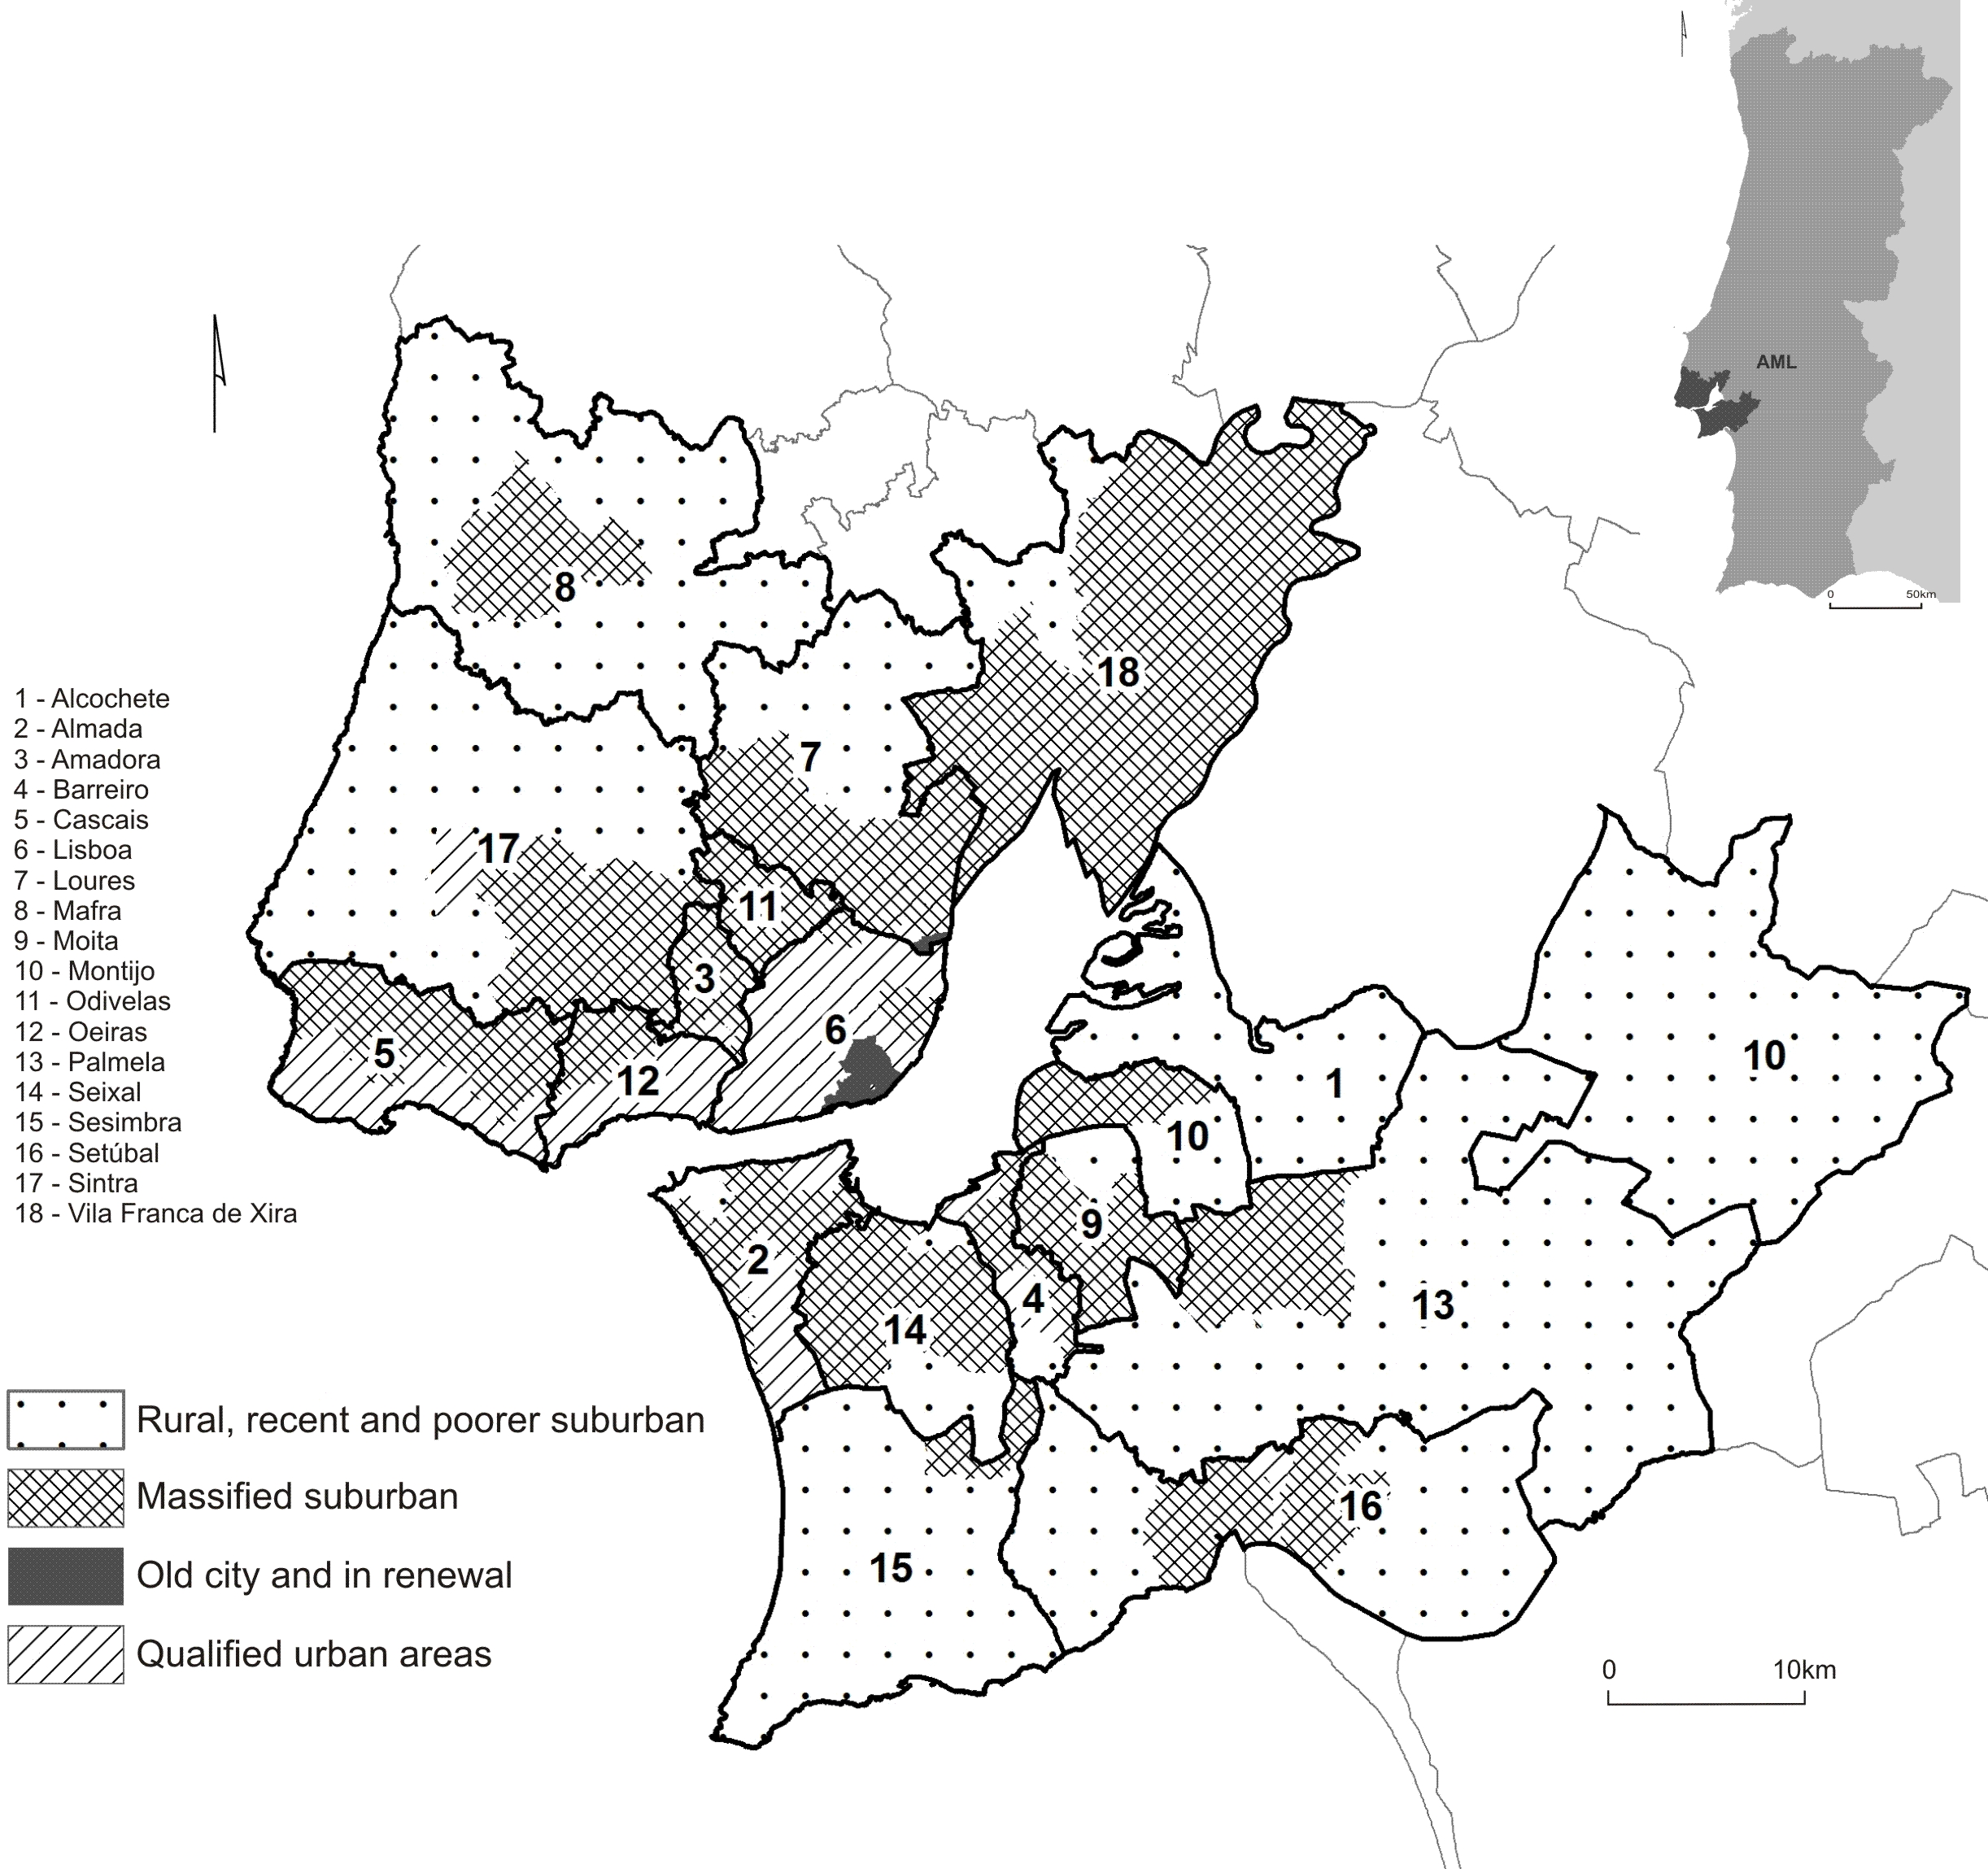 0 50km
AML
8
18
7
17
11
3
6
5
12
10
1
10
9
2
4
13
14
16
15
1 - Alcochete
2 - Almada
3 - Amadora
4 - Barreiro
5 - Cascais
6 - Lisboa
7 - Loures
8 - Mafra
9 - Moita
10 - Montijo
11 - Odivelas
12 - Oeiras
13 - Palmela
14 - Seixal
15 - Sesimbra
16 - Setúbal
17 - Sintra
18 - Vila Franca de Xira
Rural, recent and poorer suburban
Massified suburban
Old city and in renewal
Qualified urban areas
0 10km